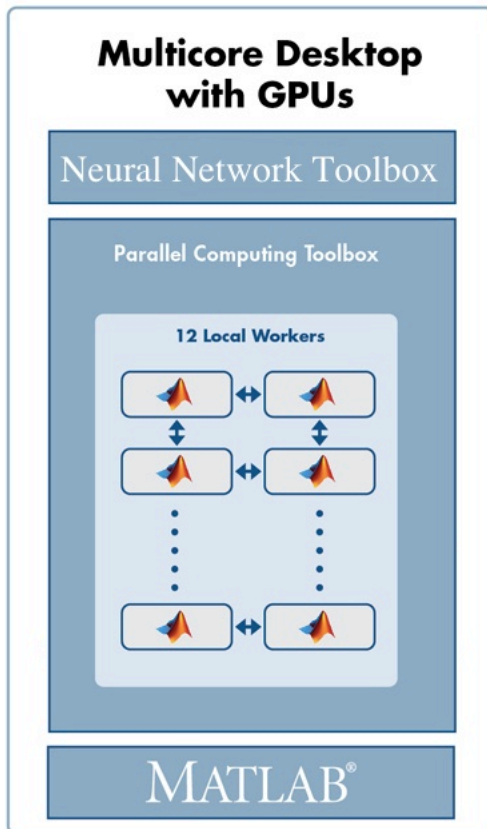 Multicore Desktop
with GPUs
Neural Network Toolbox
Parallel Computing Toolbox
12 Local Workers
MATLAB®